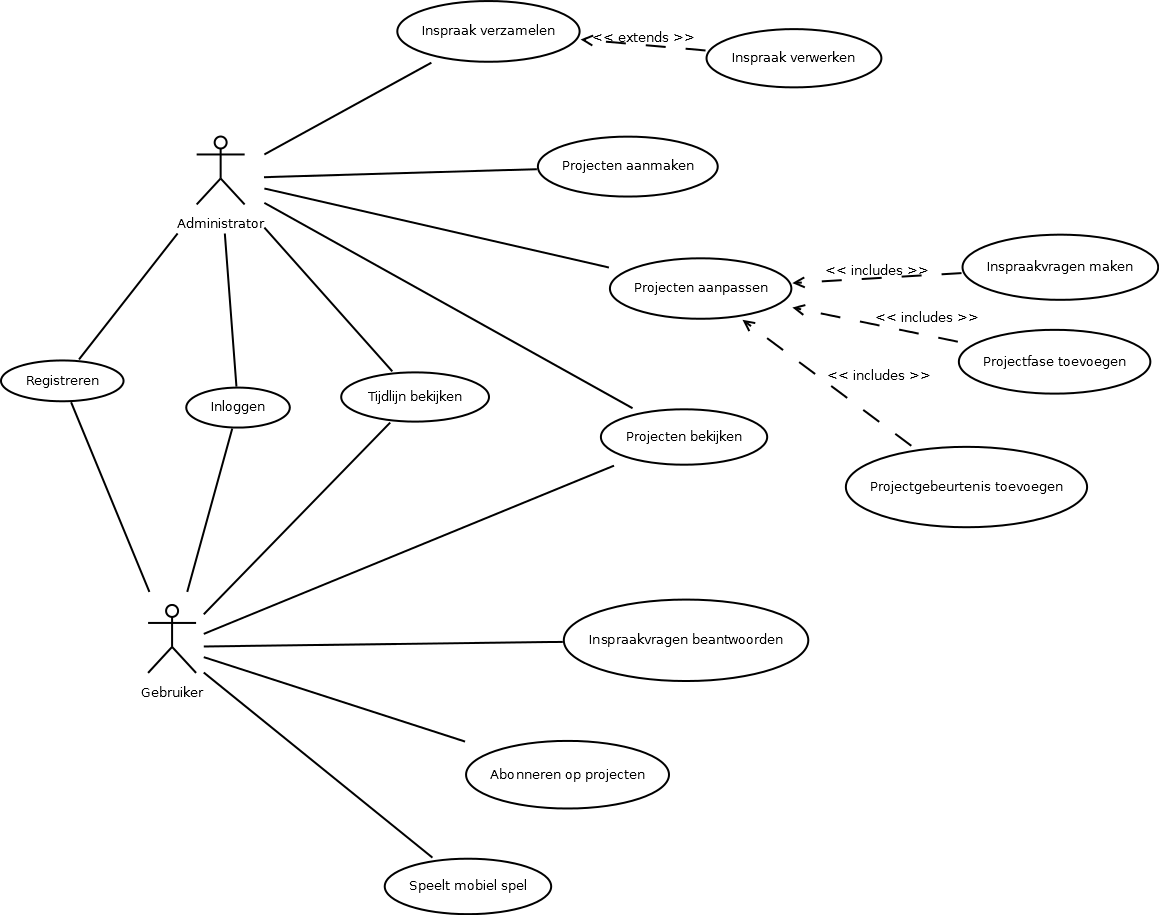 Inspraak verzamelen
<< extends >>
Inspraak verwerken
Projecten aanmaken
Administrator
Inspraakvragen maken
<< includes >>
Projecten aanpassen
<< includes >>
Projectfase toevoegen
<< includes >>
Registreren
Inloggen
Tijdlijn bekijken
Projecten bekijken
Projectgebeurtenis toevoegen
Inspraakvragen beantwoorden
Gebruiker
Abonneren op projecten
Speelt mobiel spel